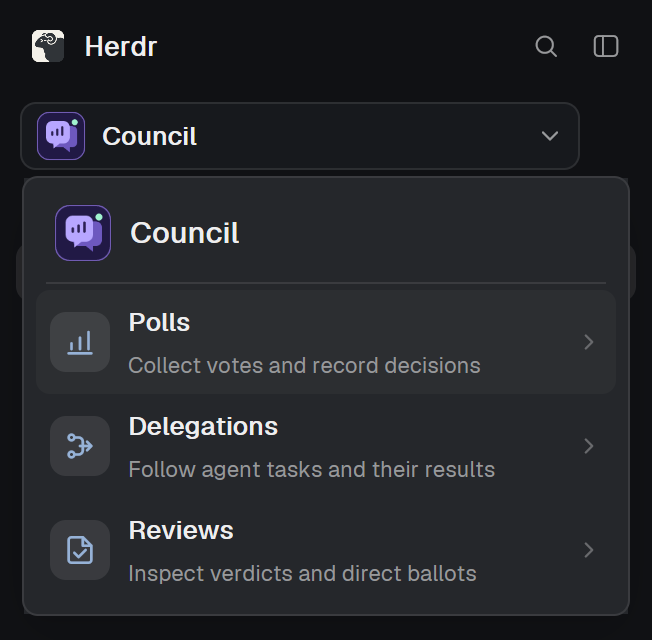 Herdr
Council
Council
Polls
Collect votes and record decisions
Delegations
Follow agent tasks and their results
Reviews
Inspect verdicts and direct ballots